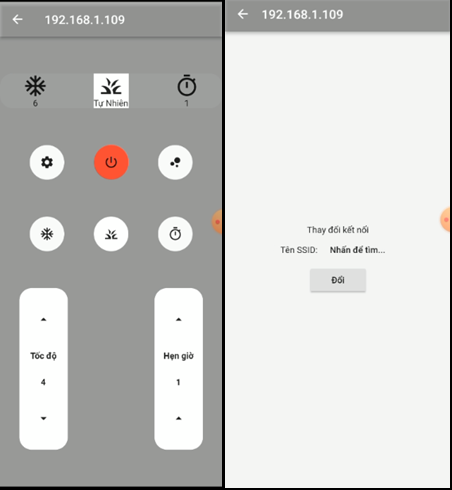 192.168.1.109
6
Tự Nhiên
1
Tốc độ
4
Hẹn giờ
1
192.168.1.109
Thay đổi kết nối
Tên SSID: Nhấn để tìm...
Đổi